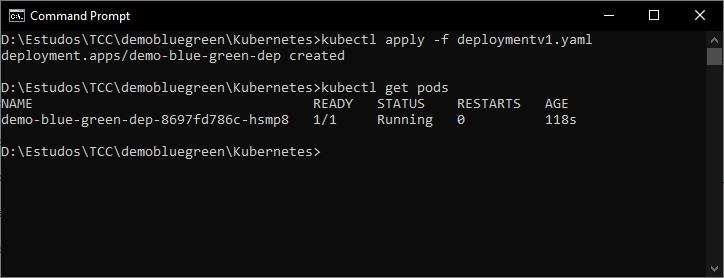 Command Prompt
D:\Estudos\TCC\demobluegreen\Kubernetes>kubectl apply -f deploymentv1.yaml
deployment.apps/demo-blue-green-dep created
D:\Estudos\TCC\demobluegreen\Kubernetes>kubectl get pods
NAME READY STATUS RESTARTS AGE
demo-blue-green-dep-8697fd786c-hsmp8 1/1 Running 0 118s
D:\Estudos\TCC\demobluegreen\Kubernetes>